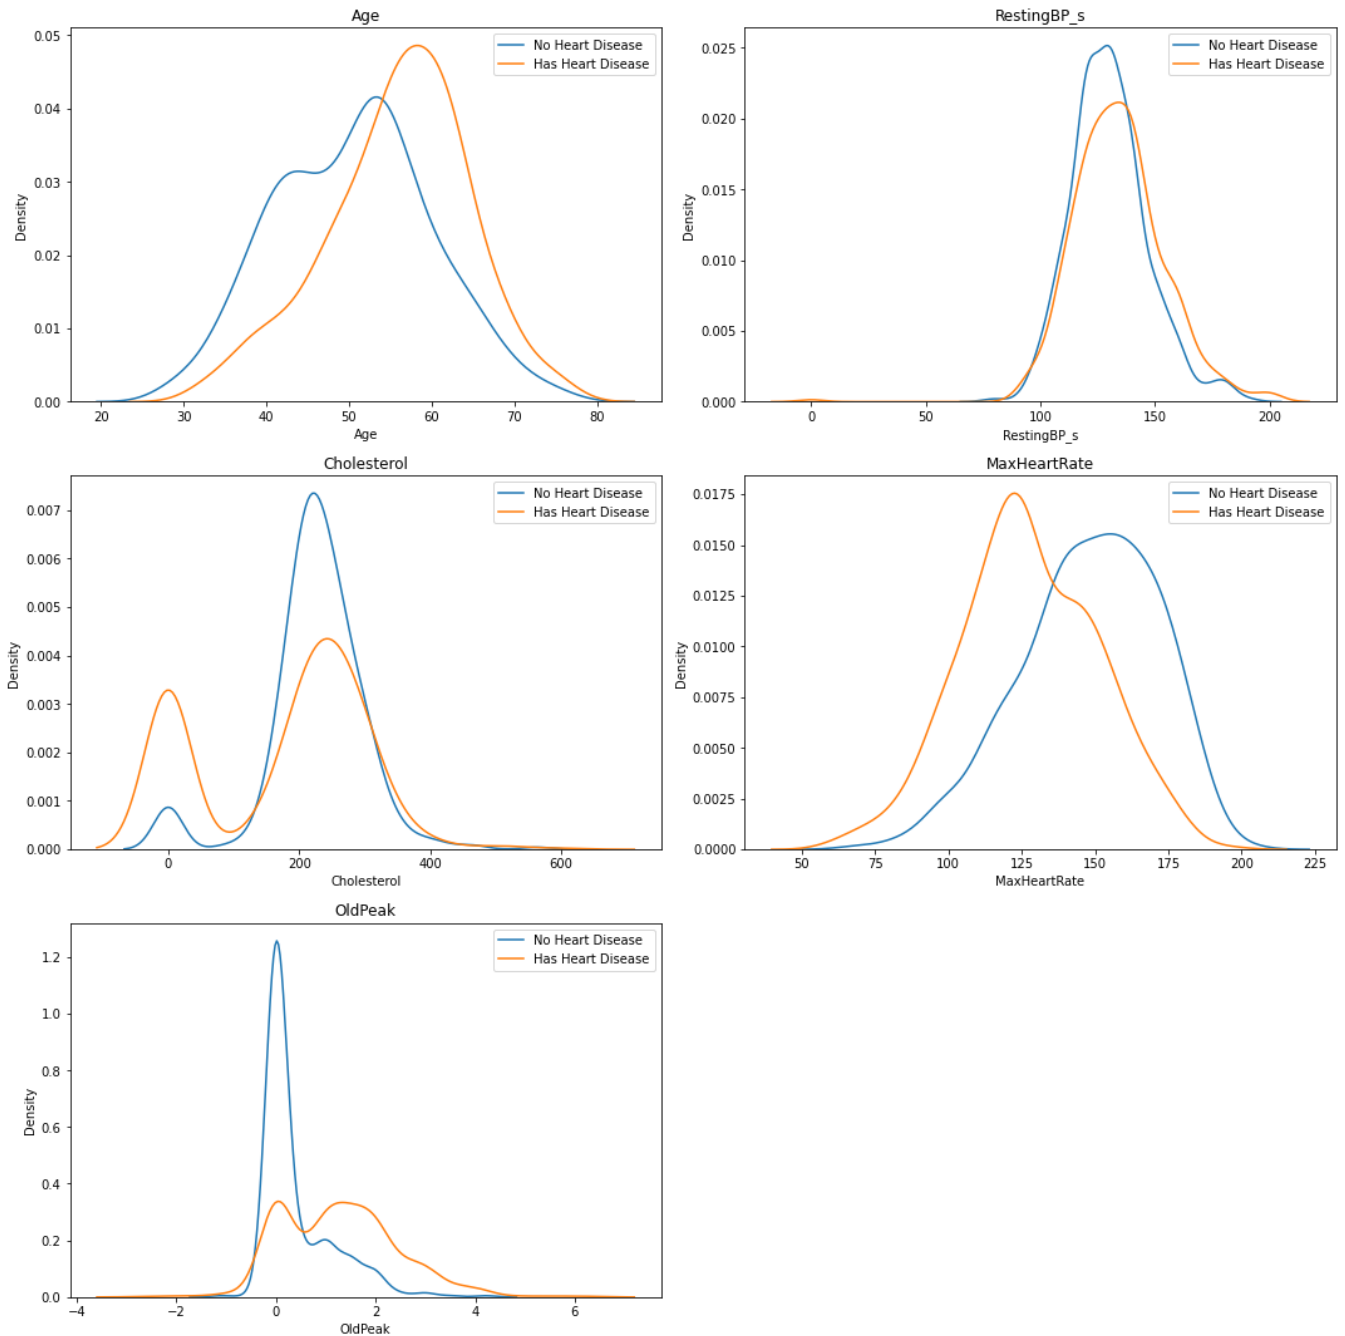 Age
No Heart Disease
Has Heart Disease
0.05
0.04
0.03
0.02
0.01
0.00
Density
20 30 40 50 60 70 80
Age
RestingBP_s
No Heart Disease
Has Heart Disease
0.025
0.020
0.015
0.010
0.005
0.000
Density
0 50 100 150 200
RestingBP_s
Cholesterol
No Heart Disease
Has Heart Disease
0.007
0.006
0.005
0.004
0.003
0.002
0.001
0.000
Density
0 200 400 600
Cholesterol
MaxHeartRate
No Heart Disease
Has Heart Disease
0.0175
0.0150
0.0125
0.0100
0.0075
0.0050
0.0025
0.0000
Density
50 75 100 125 150 175 200 225
MaxHeartRate
OldPeak
No Heart Disease
Has Heart Disease
1.2
1.0
0.8
0.6
0.4
0.2
0.0
Density
−4 −2 0 2 4 6
OldPeak